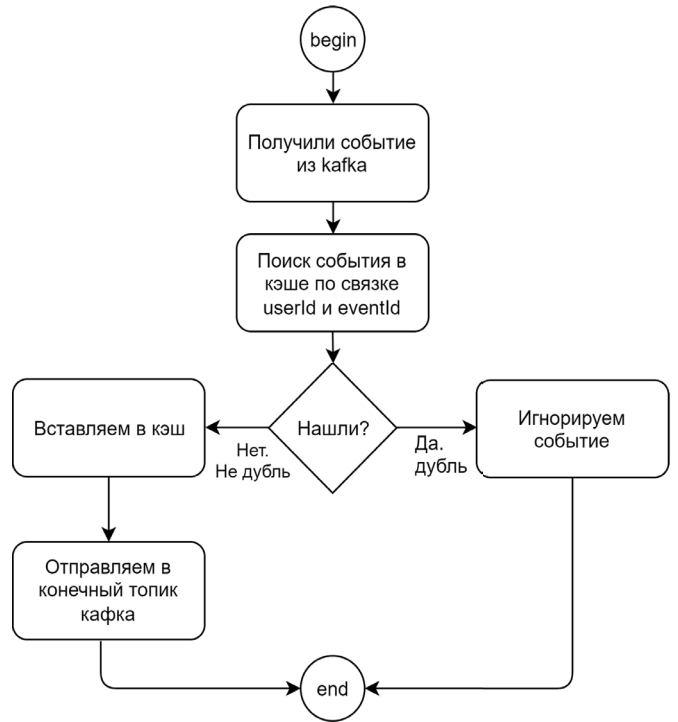 begin
Получили событие
из kafka
Поиск события в
кэше по связке
userId и eventId
Нашли?
Вставляем в кэш
Нет.
Не дубль
Да.
дубль
Игнорируем
событие
Отправляем в
конечный топик
кафка
end